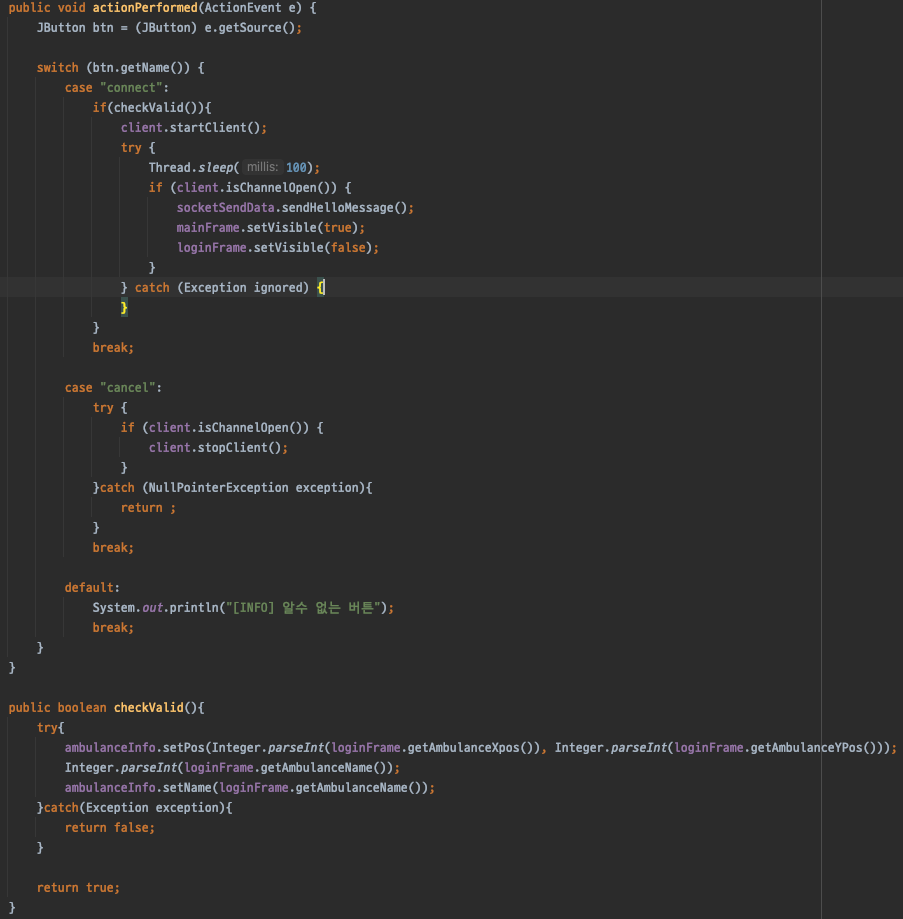 public void actionPerformed(ActionEvent e) {
    JButton btn = (JButton) e.getSource();
    switch (btn.getName()) {
        case "connect":
            if(checkValid()){
                client.startClient();
                try {
                    Thread.sleep( millis: 100);
                    if (client.isChannelOpen()) {
                        socketSendData.sendHelloMessage();
                        mainFrame.setVisible(true);
                        loginFrame.setVisible(false);
                    }
                } catch (Exception ignored) {
                }
            }
            break;
        case "cancel":
            try {
                if (client.isChannelOpen()) {
                    client.stopClient();
                }
            }catch (NullPointerException exception){
                return ;
            }
            break;
        default:
            System.out.println("[INFO] 알수 없는 버튼");
            break;
    }
}
public boolean checkValid(){
    try{
        ambulanceInfo.setPos(Integer.parseInt(loginFrame.getAmbulanceXpos()), Integer.parseInt(loginFrame.getAmbulanceYPos()));
        Integer.parseInt(loginFrame.getAmbulanceName());
        ambulanceInfo.setName(loginFrame.getAmbulanceName());
    }catch(Exception exception){
        return false;
    }
    return true;
}